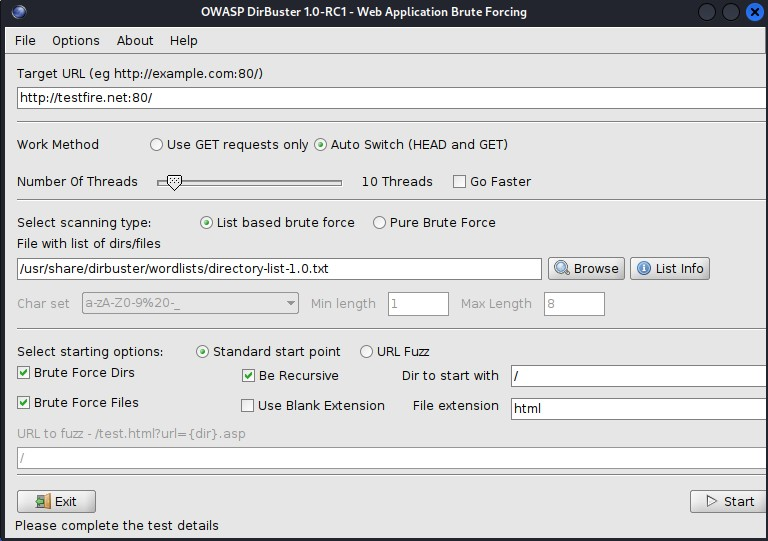 OWASP DirBuster 1.0-RC1 - Web Application Brute Forcing
File Options About Help
Target URL (eg http://example.com:80/)
http://testfire.net:80/
Work Method Use GET requests only Auto Switch (HEAD and GET)
Number Of Threads 10 Threads Go Faster
Select scanning type: List based brute force Pure Brute Force
File with list of dirs/files
/usr/share/dirbuster/wordlists/directory-list-1.0.txt Browse List Info
Char set a-zA-Z0-9%20-_ Min length 1 Max Length 8
Select starting options: Standard start point URL Fuzz
Brute Force Dirs Be Recursive Dir to start with /
Brute Force Files Use Blank Extension File extension html
URL to fuzz - /test.html?url={dir}.asp
/
Exit Start
Please complete the test details